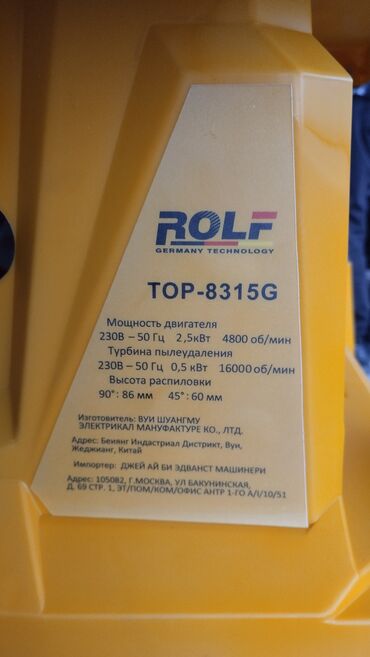 ROLF
GERMANY TECHNOLOGY
TOP-8315G
Мощность двигателя
230В – 50 Гц 2,5кВт 4800 об/мин
Турбина пылеудаления
230В – 50 Гц 0,5 кВт 16000 об/мин
Высота распиловки
90°: 86 мм 45°: 60 мм
Изготовитель: ВУИ ШУАНГМУ
ЭЛЕКТРИКАЛ МАНУФАКТУРЕ КО., ЛТД.
Адрес: Беиянг Индастриал Дистрикт, Вуи,
Жеджианг, Китай
Импортер: ДЖЕЙ АЙ БИ ЭДВАНСТ МАШИНЕРИ
Адрес: 105082, Г.МОСКВА, УЛ БАКУНИНСКАЯ,
Д. 69 СТР. 1, ЭТ/ПОМ/КОМ/ОФИС АНТР 1-ГО А/I/10/51